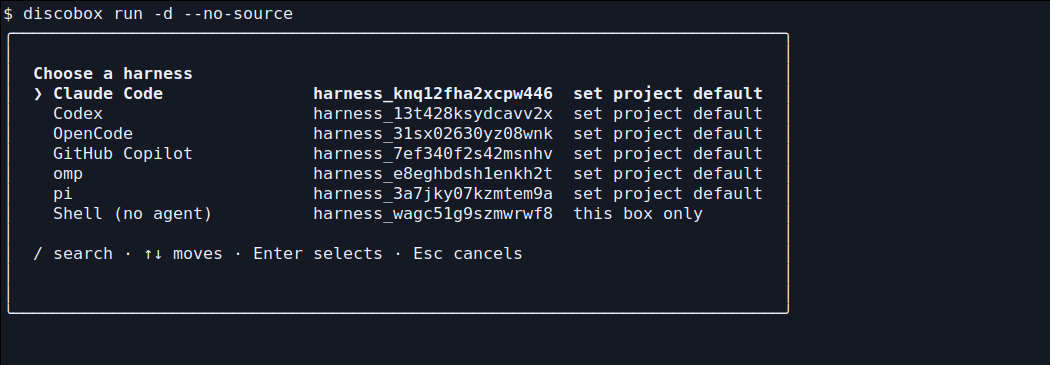 $ discobox run -d --no-source
Choose a harness
❯ Claude Code harness_knq12fha2xcpw446 set project default
Codex harness_13t428ksydcavv2x set project default
OpenCode harness_31sx02630yz08wnk set project default
GitHub Copilot harness_7ef340f2s42msnhv set project default
omp harness_e8eghbdsh1enkh2t set project default
pi harness_3a7jky07kzmtem9a set project default
Shell (no agent) harness_wagc51g9szmwrwf8 this box only
/ search · ↑↓ moves · Enter selects · Esc cancels